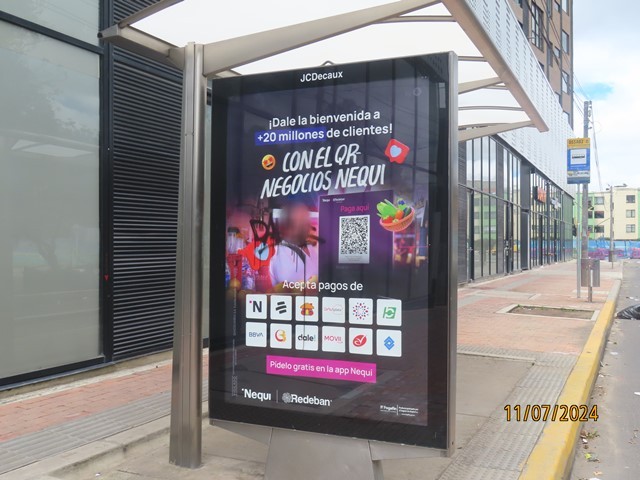 JCDecaux
¡Dale la bienvenida a
+20 millones de clientes!
CON EL QR
NEGOCIOS NEQUI
Paga aquí
Acepta pagos de
N
BBVA
dale!
MOVII
Pídelo gratis en la app Nequi
Nequi
Redeban
11/07/2024